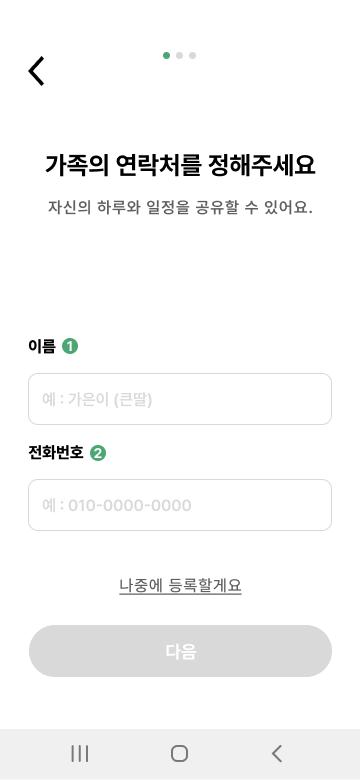 가족의 연락처를 정해주세요
자신의 하루와 일정을 공유할 수 있어요.
이름 1
예 : 가은이 (큰딸)
전화번호 2
예 : 010-0000-0000
나중에 등록할게요
다음